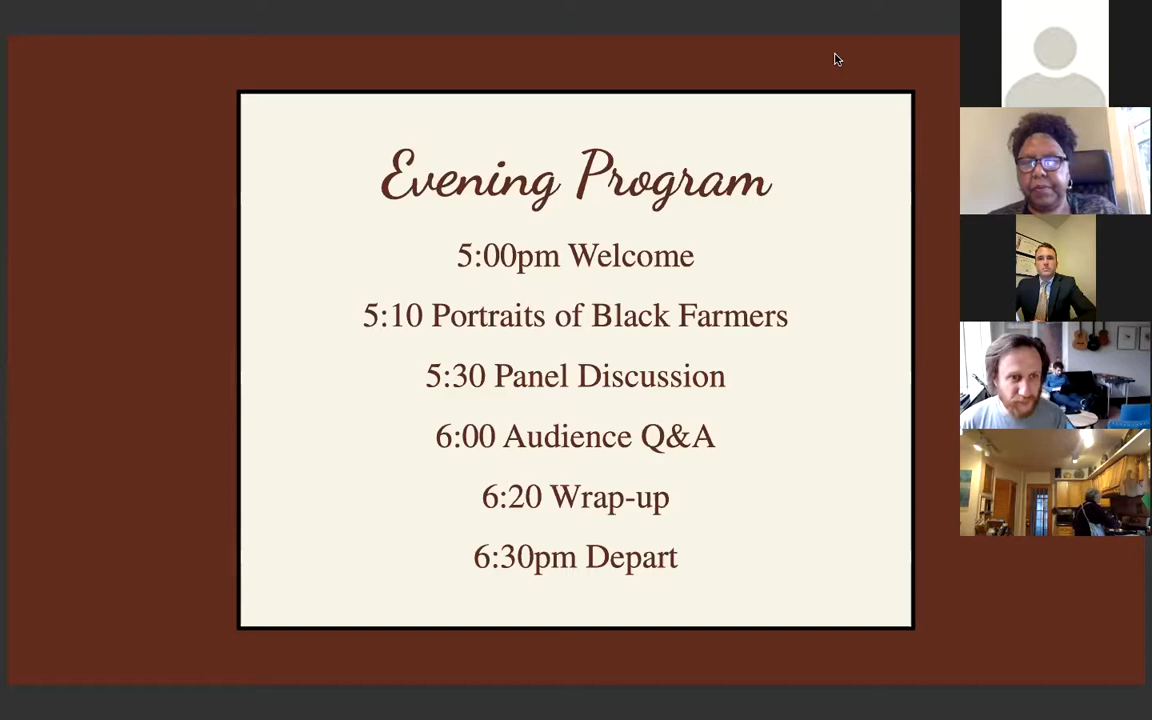 Evening Program
5:00pm Welcome
5:10 Portraits of Black Farmers
5:30 Panel Discussion
6:00 Audience Q&A
6:20 Wrap-up
6:30pm Depart